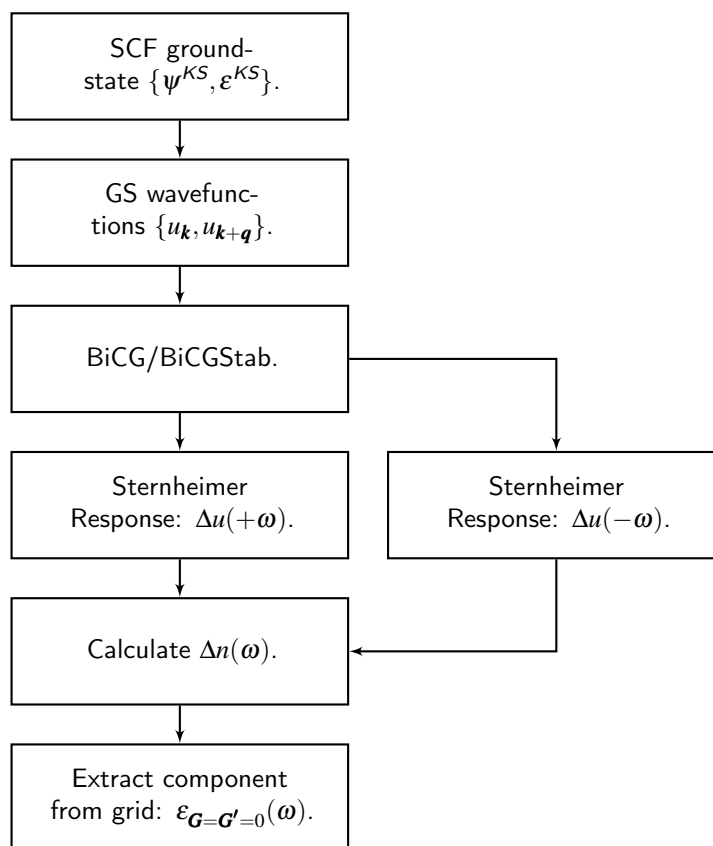 SCF ground-
state {𝝍^{KS}, 𝜺^{KS}}.
GS wavefunc-
tions {u_𝒌, u_{𝒌+𝒒}}.
BiCG/BiCGStab.
Sternheimer
Response: Δu(+𝝎).
Sternheimer
Response: Δu(−𝝎).
Calculate Δn(𝝎).
Extract component
from grid: ε_{𝑮=𝑮′=0}(𝝎).